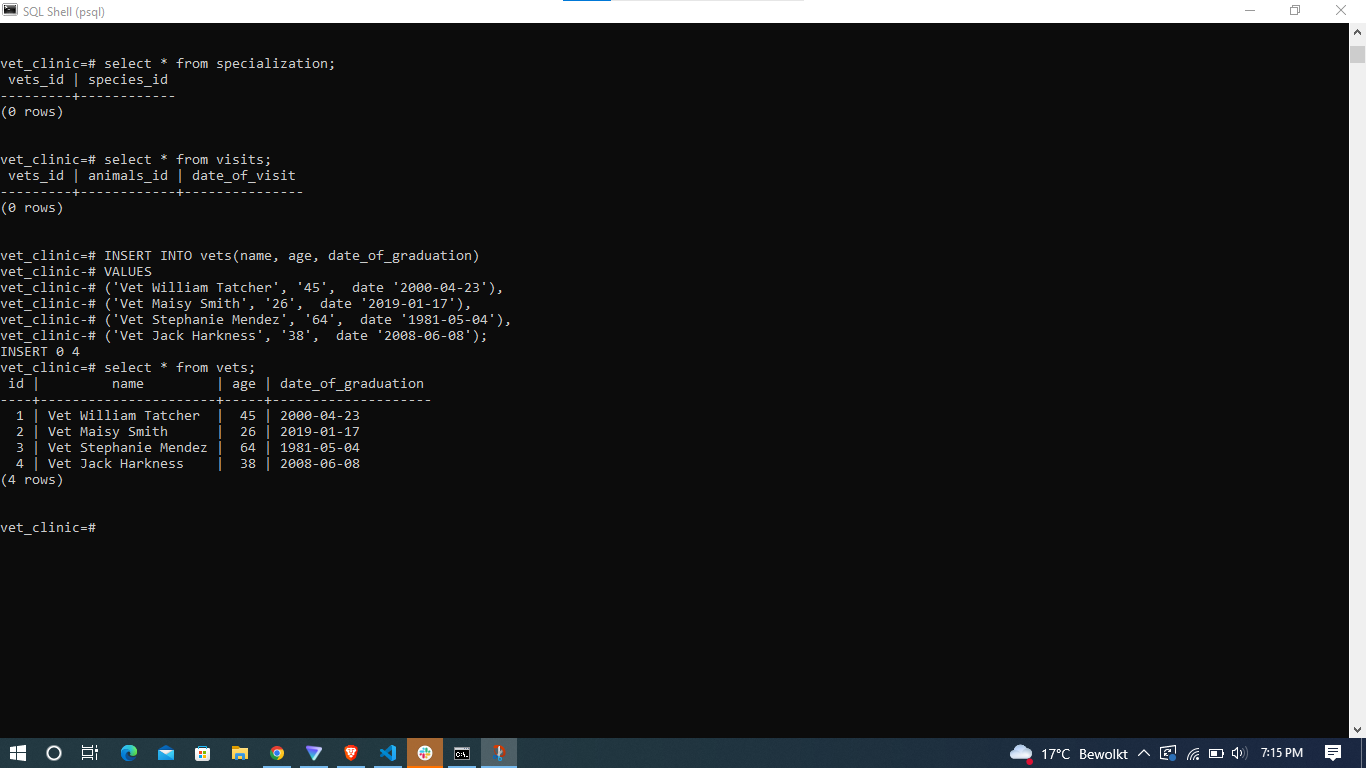 SQL Shell (psql)
vet_clinic=# select * from specialization;
 vets_id | species_id
---------+------------
(0 rows)
vet_clinic=# select * from visits;
 vets_id | animals_id | date_of_visit
---------+------------+---------------
(0 rows)
vet_clinic=# INSERT INTO vets(name, age, date_of_graduation)
vet_clinic-# VALUES
vet_clinic-# ('Vet William Tatcher', '45',  date '2000-04-23'),
vet_clinic-# ('Vet Maisy Smith', '26',  date '2019-01-17'),
vet_clinic-# ('Vet Stephanie Mendez', '64',  date '1981-05-04'),
vet_clinic-# ('Vet Jack Harkness', '38',  date '2008-06-08');
INSERT 0 4
vet_clinic=# select * from vets;
 id |         name         | age | date_of_graduation
----+----------------------+-----+--------------------
  1 | Vet William Tatcher  |  45 | 2000-04-23
  2 | Vet Maisy Smith      |  26 | 2019-01-17
  3 | Vet Stephanie Mendez |  64 | 1981-05-04
  4 | Vet Jack Harkness    |  38 | 2008-06-08
(4 rows)
vet_clinic=#
17°C Bewolkt 7:15 PM